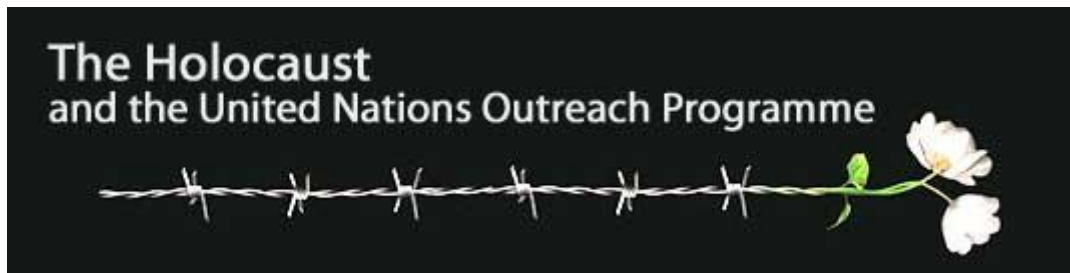 The Holocaust
and the United Nations Outreach Programme